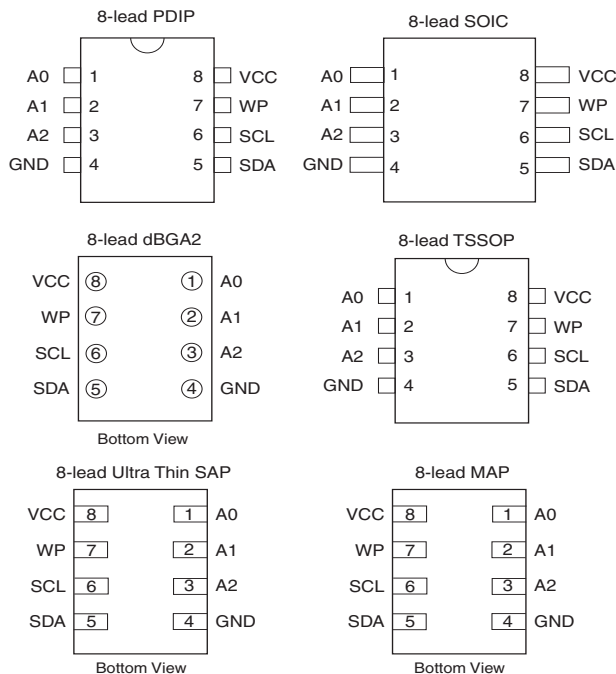 8-lead PDIP
A0 1 8 VCC
A1 2 7 WP
A2 3 6 SCL
GND 4 5 SDA
8-lead SOIC
A0 1 8 VCC
A1 2 7 WP
A2 3 6 SCL
GND 4 5 SDA
8-lead dBGA2
VCC 8 1 A0
WP 7 2 A1
SCL 6 3 A2
SDA 5 4 GND
Bottom View
8-lead TSSOP
A0 1 8 VCC
A1 2 7 WP
A2 3 6 SCL
GND 4 5 SDA
8-lead Ultra Thin SAP
VCC 8 1 A0
WP 7 2 A1
SCL 6 3 A2
SDA 5 4 GND
Bottom View
8-lead MAP
VCC 8 1 A0
WP 7 2 A1
SCL 6 3 A2
SDA 5 4 GND
Bottom View